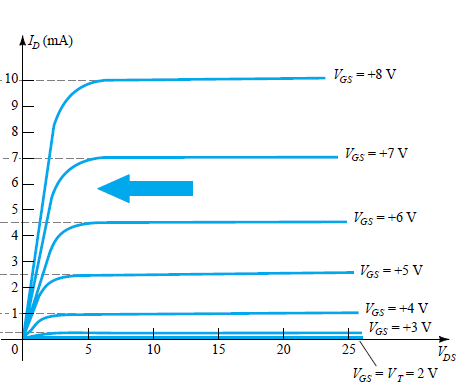 I_D (mA)
10
9
8
7
6
5
4
3
2
1
0
5
10
15
20
25
V_DS
V_GS = +8 V
V_GS = +7 V
V_GS = +6 V
V_GS = +5 V
V_GS = +4 V
V_GS = +3 V
V_GS = V_T = 2 V